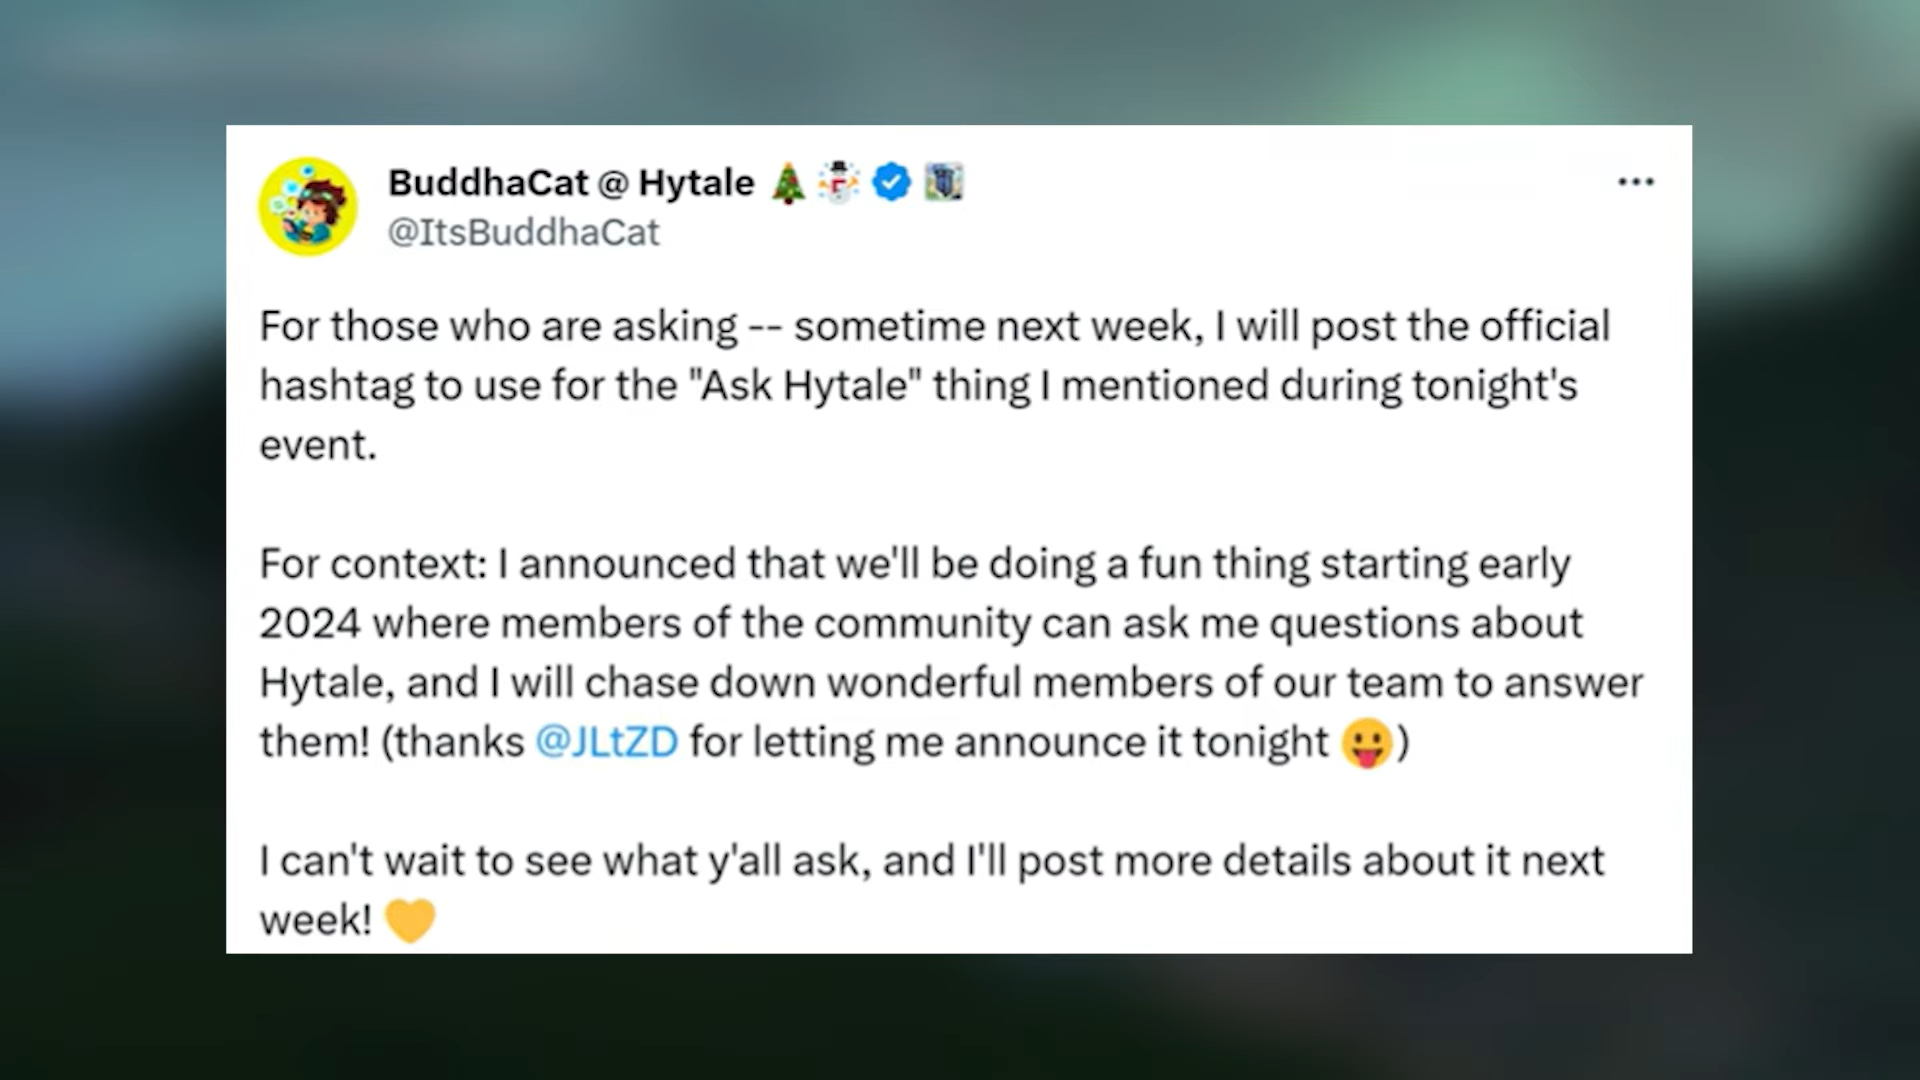 BuddhaCat @ Hytale 🎄 ☃️
@ItsBuddhaCat
For those who are asking -- sometime next week, I will post the official
hashtag to use for the "Ask Hytale" thing I mentioned during tonight's
event.
For context: I announced that we'll be doing a fun thing starting early
2024 where members of the community can ask me questions about
Hytale, and I will chase down wonderful members of our team to answer
them! (thanks @JLtZD for letting me announce it tonight 😛)
I can't wait to see what y'all ask, and I'll post more details about it next
week! 💛